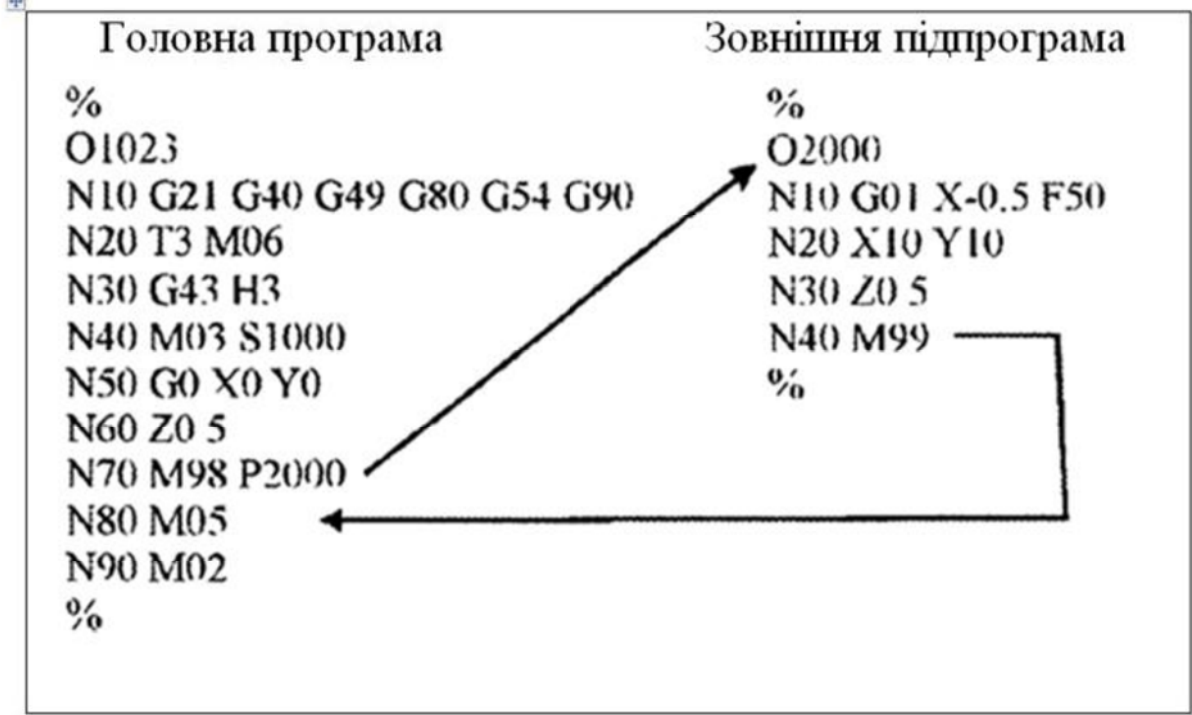 Головна програма
%
O1023
N10 G21 G40 G49 G80 G54 G90
N20 T3 M06
N30 G43 H3
N40 M03 S1000
N50 G0 X0 Y0
N60 Z0 5
N70 M98 P2000
N80 M05
N90 M02
%
Зовнішня підпрограма
%
O2000
N10 G01 X-0.5 F50
N20 X10 Y10
N30 Z0 5
N40 M99
%